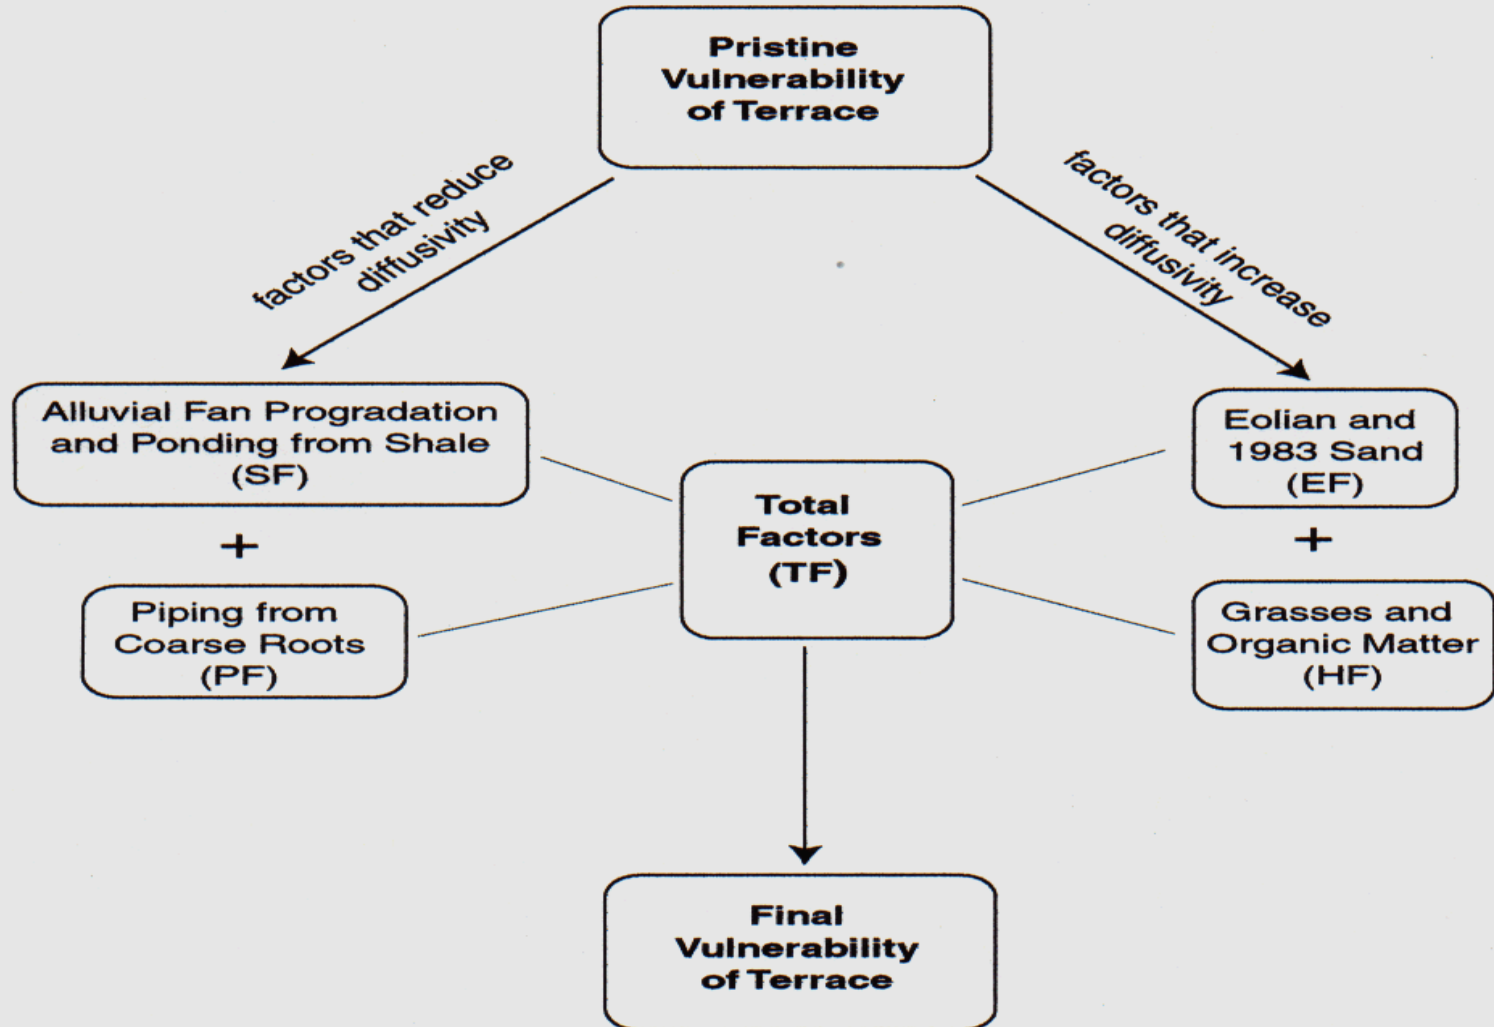 Pristine
Vulnerability
of Terrace
factors that reduce
diffusivity
factors that increase
diffusivity
Alluvial Fan Progradation
and Ponding from Shale
(SF)
+
Piping from
Coarse Roots
(PF)
Total
Factors
(TF)
Eolian and
1983 Sand
(EF)
+
Grasses and
Organic Matter
(HF)
Final
Vulnerability
of Terrace